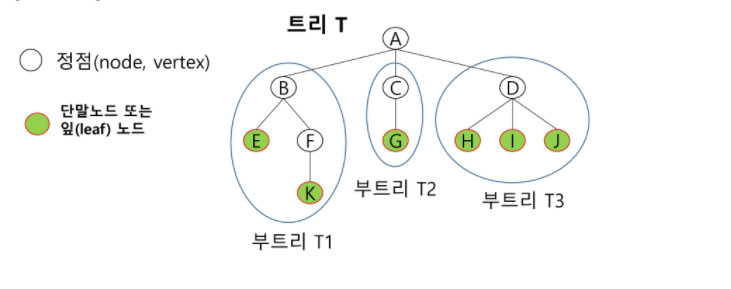 트리 T
정점(node, vertex)
단말노드 또는
잎(leaf) 노드
A
B
C
D
E
F
G
H
I
J
K
부트리 T1
부트리 T2
부트리 T3